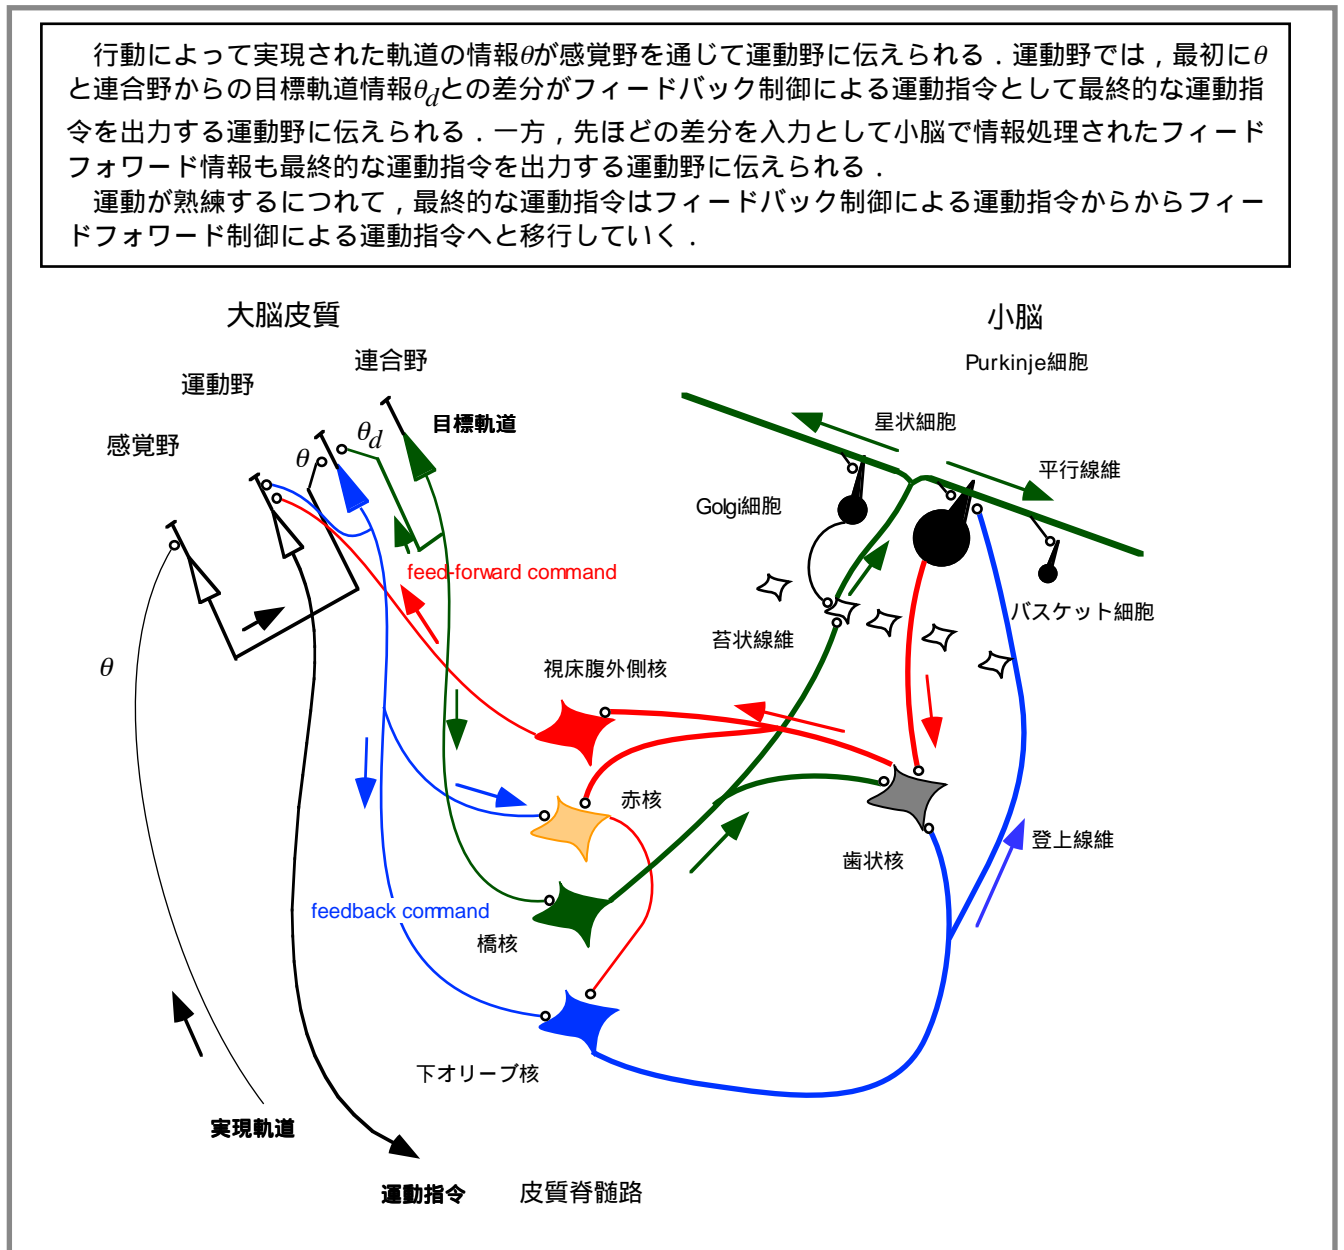 行動によって実現された軌道の情報θが感覚野を通じて運動野に伝えられる．運動野では，最初にθ
と連合野からの目標軌道情報θdとの差分がフィードバック制御による運動指令として最終的な運動指
令を出力する運動野に伝えられる．一方，先ほどの差分を入力として小脳で情報処理されたフィード
フォワード情報も最終的な運動指令を出力する運動野に伝えられる．
運動が熟練するにつれて，最終的な運動指令はフィードバック制御による運動指令からからフィー
ドフォワード制御による運動指令へと移行していく．
大脳皮質
小脳
連合野
Purkinje細胞
運動野
目標軌道
星状細胞
感覚野
θd
θ
平行線維
Golgi細胞
feed-forward command
バスケット細胞
苔状線維
θ
視床腹外側核
赤核
登上線維
歯状核
feedback command
橋核
下オリーブ核
実現軌道
運動指令
皮質脊髄路